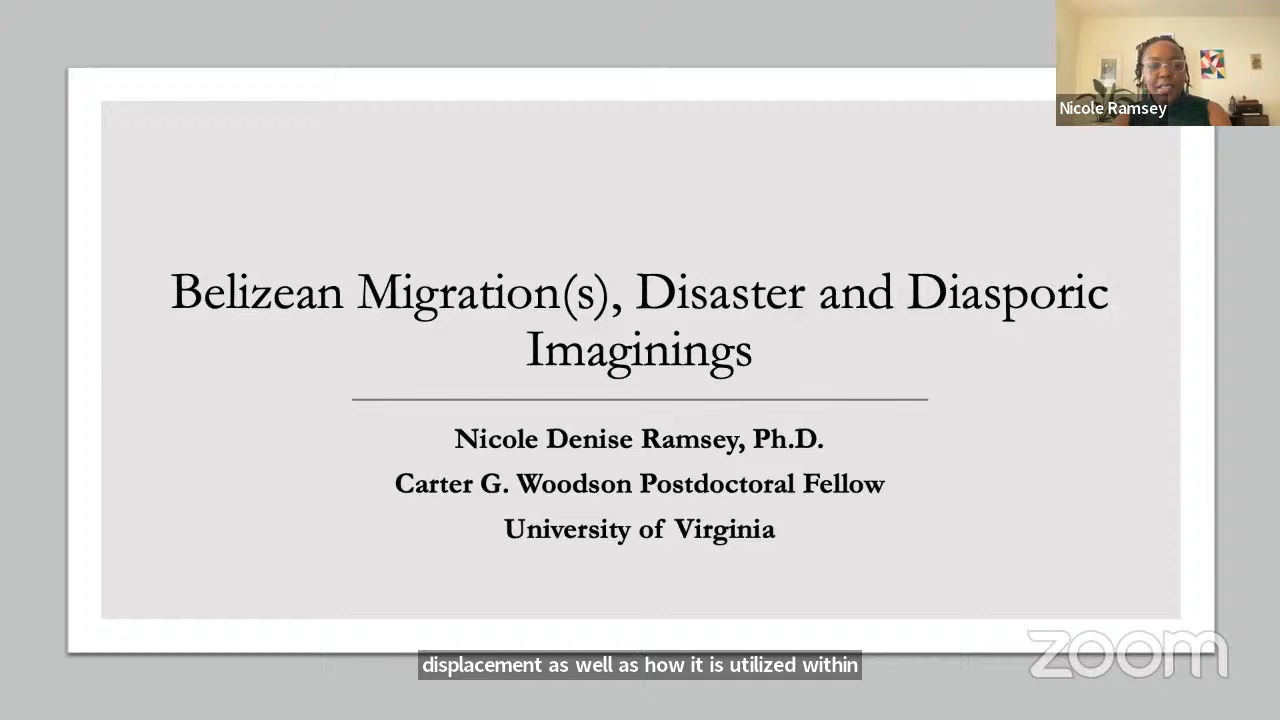 Nicole Ramsey
Belizean Migration(s), Disaster and Diasporic
Imaginings
Nicole Denise Ramsey, Ph.D.
Carter G. Woodson Postdoctoral Fellow
University of Virginia
zoom
displacement as well as how it is utilized within